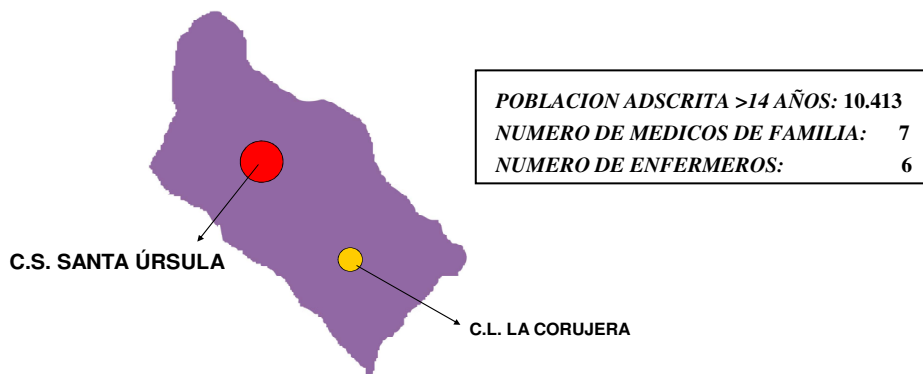 POBLACION ADSCRITA >14 AÑOS: 10.413
NUMERO DE MEDICOS DE FAMILIA: 7
NUMERO DE ENFERMEROS: 6
C.S. SANTA ÚRSULA
C.L. LA CORUJERA